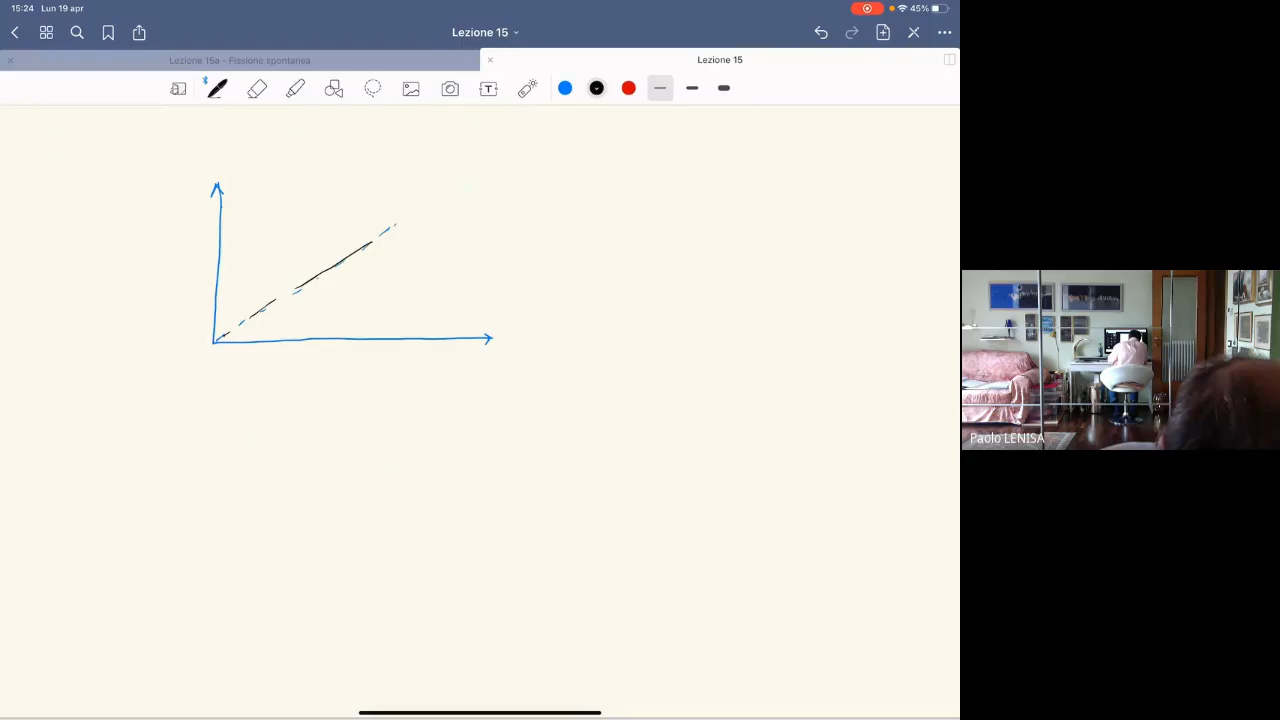 15:24 Lun 19 apr
45%
Lezione 15
Lezione 15a - Fissione spontanea
Lezione 15
T
Paolo LENISA